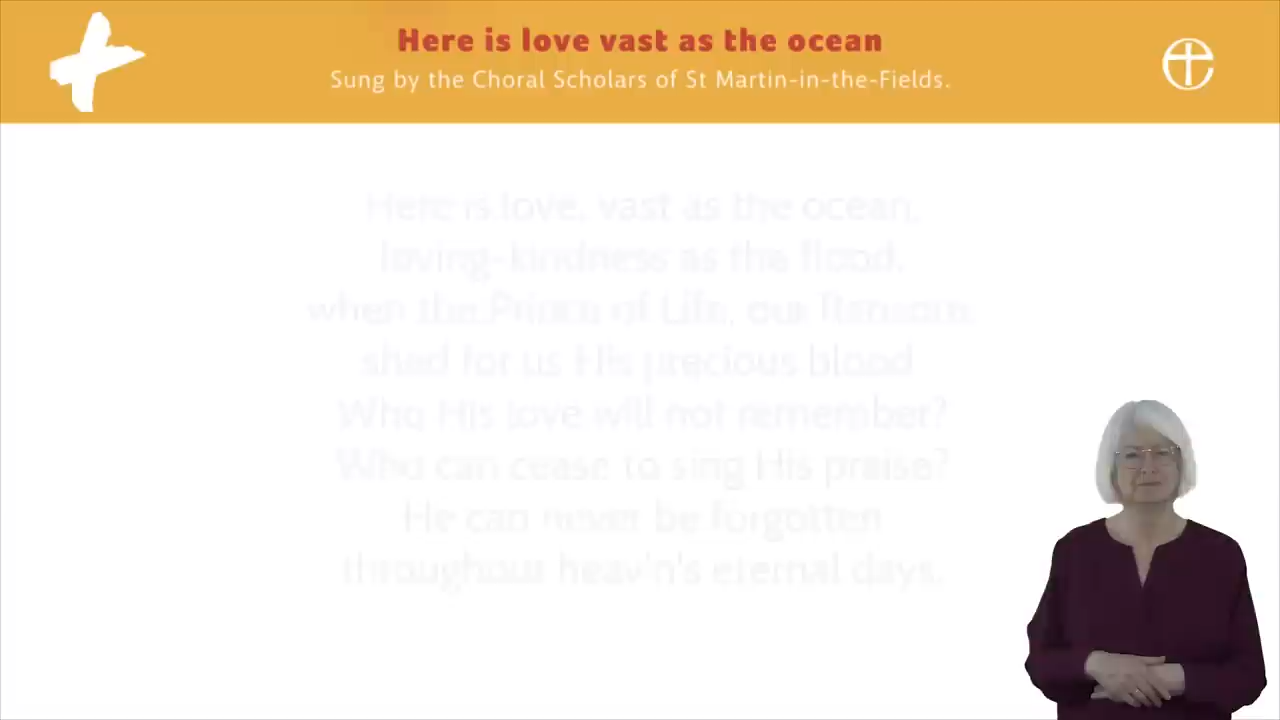 Here is love vast as the ocean
Sung by the Choral Scholars of St Martin-in-the-Fields.
Here is love, vast as the ocean,
loving-kindness as the flood,
when the Prince of Life, our Ransom,
shed for us His precious blood
Who His love will not remember?
Who can cease to sing His praise?
He can never be forgotten
throughout heav'n's eternal days.